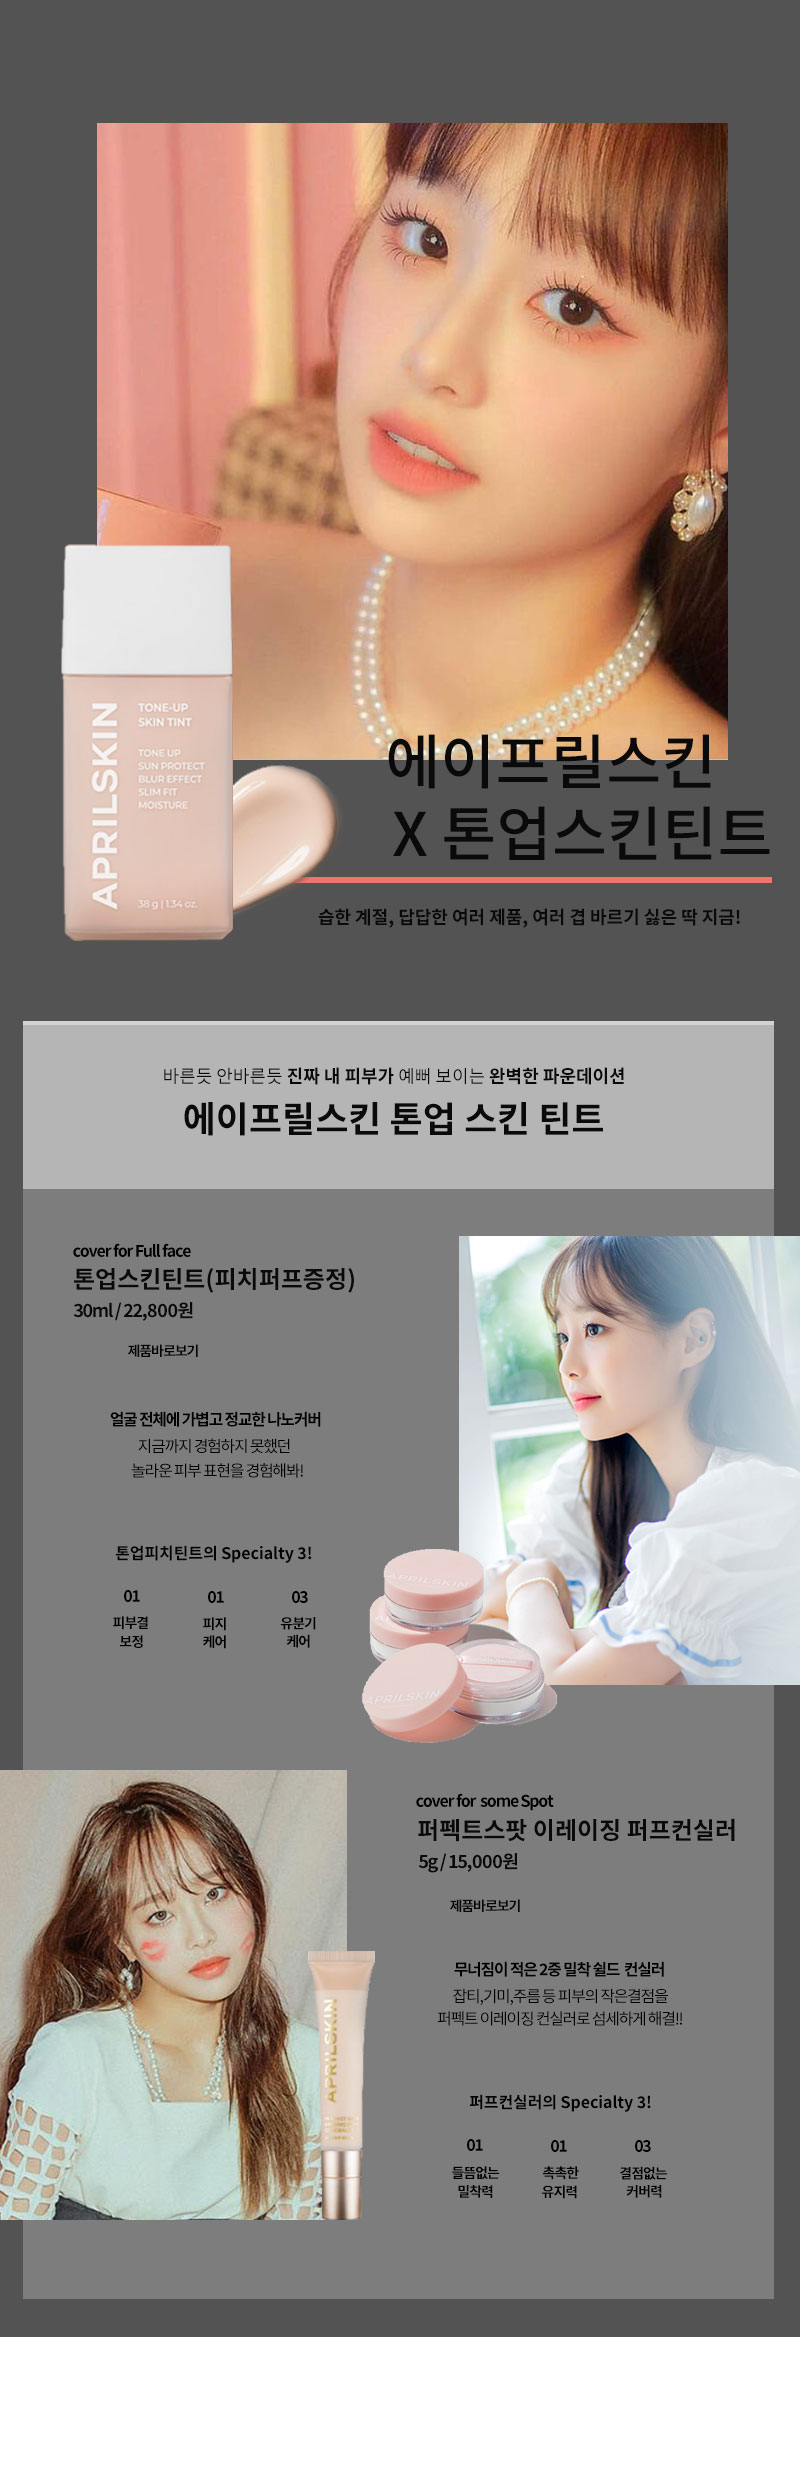 APRILSKIN
TONE-UP
SKIN TINT
TONE UP
SUN PROTECT
BLUR EFFECT
SLIM FIT
MOISTURE
38 g | 1.34 oz.
에이프릴스킨
X 톤업스킨틴트
습한 계절, 답답한 여러 제품, 여러 겹 바르기 싫은 딱 지금!
바른듯 안바른듯 진짜 내 피부가 예뻐 보이는 완벽한 파운데이션
에이프릴스킨 톤업 스킨 틴트
cover for Full face
톤업스킨틴트(피치퍼프증정)
30ml / 22,800원
제품바로보기
얼굴 전체에 가볍고 정교한 나노커버
지금까지 경험하지 못했던
놀라운 피부 표현을 경험해봐!
톤업피치틴트의 Specialty 3!
01 01 03
피부결 피지 유분기
보정 케어 케어
APRILSKIN
APRILSKIN
cover for some Spot
퍼펙트스팟 이레이징 퍼프컨실러
5g / 15,000원
제품바로보기
무너짐이 적은 2중 밀착 쉴드 컨실러
잡티,기미,주름 등 피부의 작은결점을
퍼펙트 이레이징 컨실러로 섬세하게 해결!!
APRILSKIN
퍼프컨실러의 Specialty 3!
01 01 03
들뜸없는 촉촉한 결점없는
밀착력 유지력 커버력